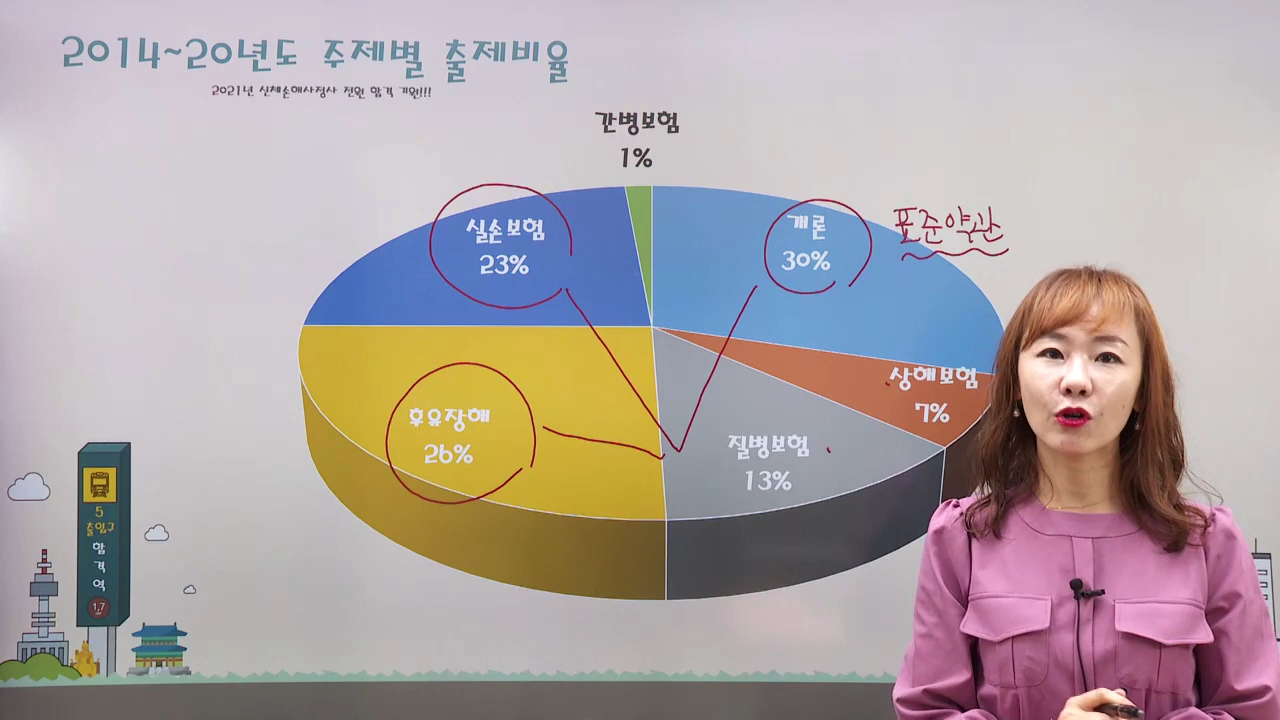 2014~20년도 주제별 출제비율
2021년 신체손해사정사 전원 합격 기원!!!
간병보험
1%
실손보험
23%
개론
30%
표준약관
상해보험
7%
후유장해
26%
질병보험
13%
5
출입구
합
격
역
1,7